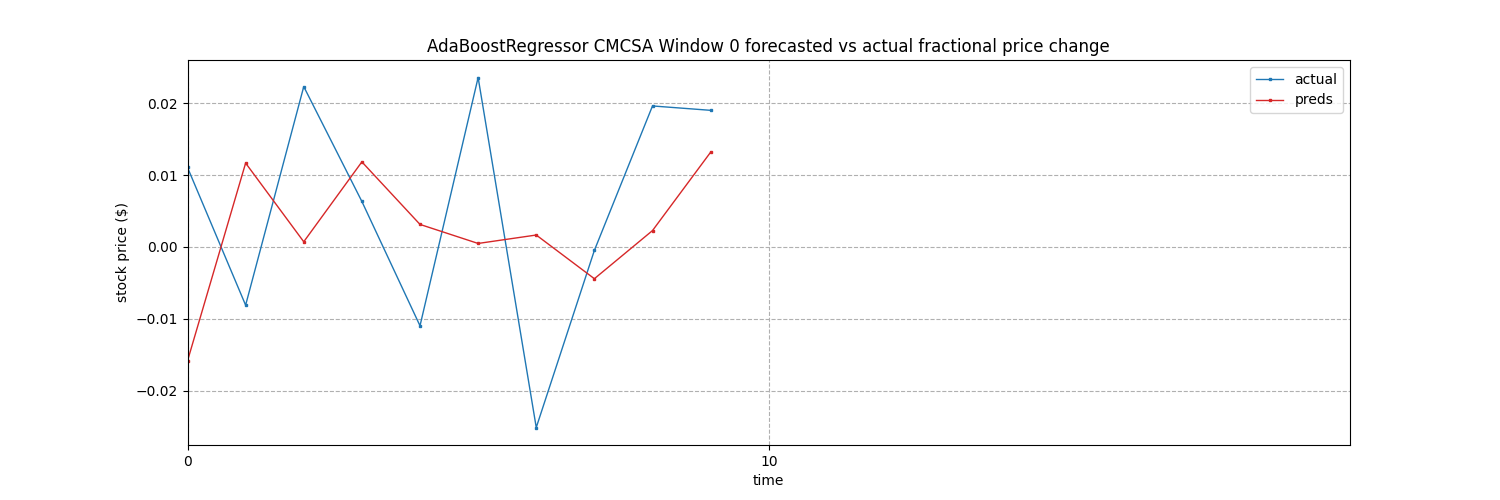 AdaBoostRegressor CMCSA Window 0 forecasted vs actual fractional price change
actual
preds
0.02
0.01
0.00
−0.01
−0.02
stock price ($)
0
10
time